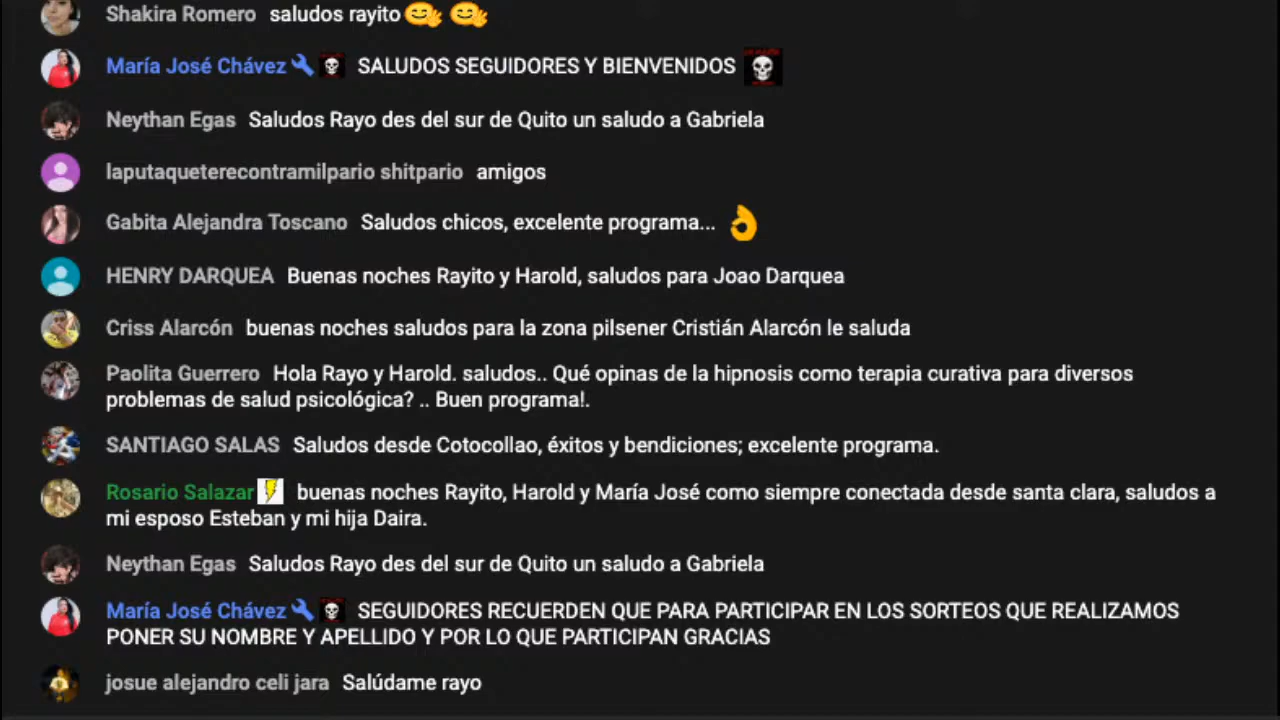 Shakira Romero saludos rayito😊👋 😊👋
María José Chávez SALUDOS SEGUIDORES Y BIENVENIDOS
Neythan Egas Saludos Rayo des del sur de Quito un saludo a Gabriela
laputaqueterecontramilpario shitpario amigos
Gabita Alejandra Toscano Saludos chicos, excelente programa... 👌
HENRY DARQUEA Buenas noches Rayito y Harold, saludos para Joao Darquea
Criss Alarcón buenas noches saludos para la zona pilsener Cristián Alarcón le saluda
Paolita Guerrero Hola Rayo y Harold. saludos.. Qué opinas de la hipnosis como terapia curativa para diversos
problemas de salud psicológica? .. Buen programa!.
SANTIAGO SALAS Saludos desde Cotocollao, éxitos y bendiciones; excelente programa.
Rosario Salazar buenas noches Rayito, Harold y María José como siempre conectada desde santa clara, saludos a
mi esposo Esteban y mi hija Daira.
Neythan Egas Saludos Rayo des del sur de Quito un saludo a Gabriela
María José Chávez SEGUIDORES RECUERDEN QUE PARA PARTICIPAR EN LOS SORTEOS QUE REALIZAMOS
PONER SU NOMBRE Y APELLIDO Y POR LO QUE PARTICIPAN GRACIAS
josue alejandro celi jara Salúdame rayo